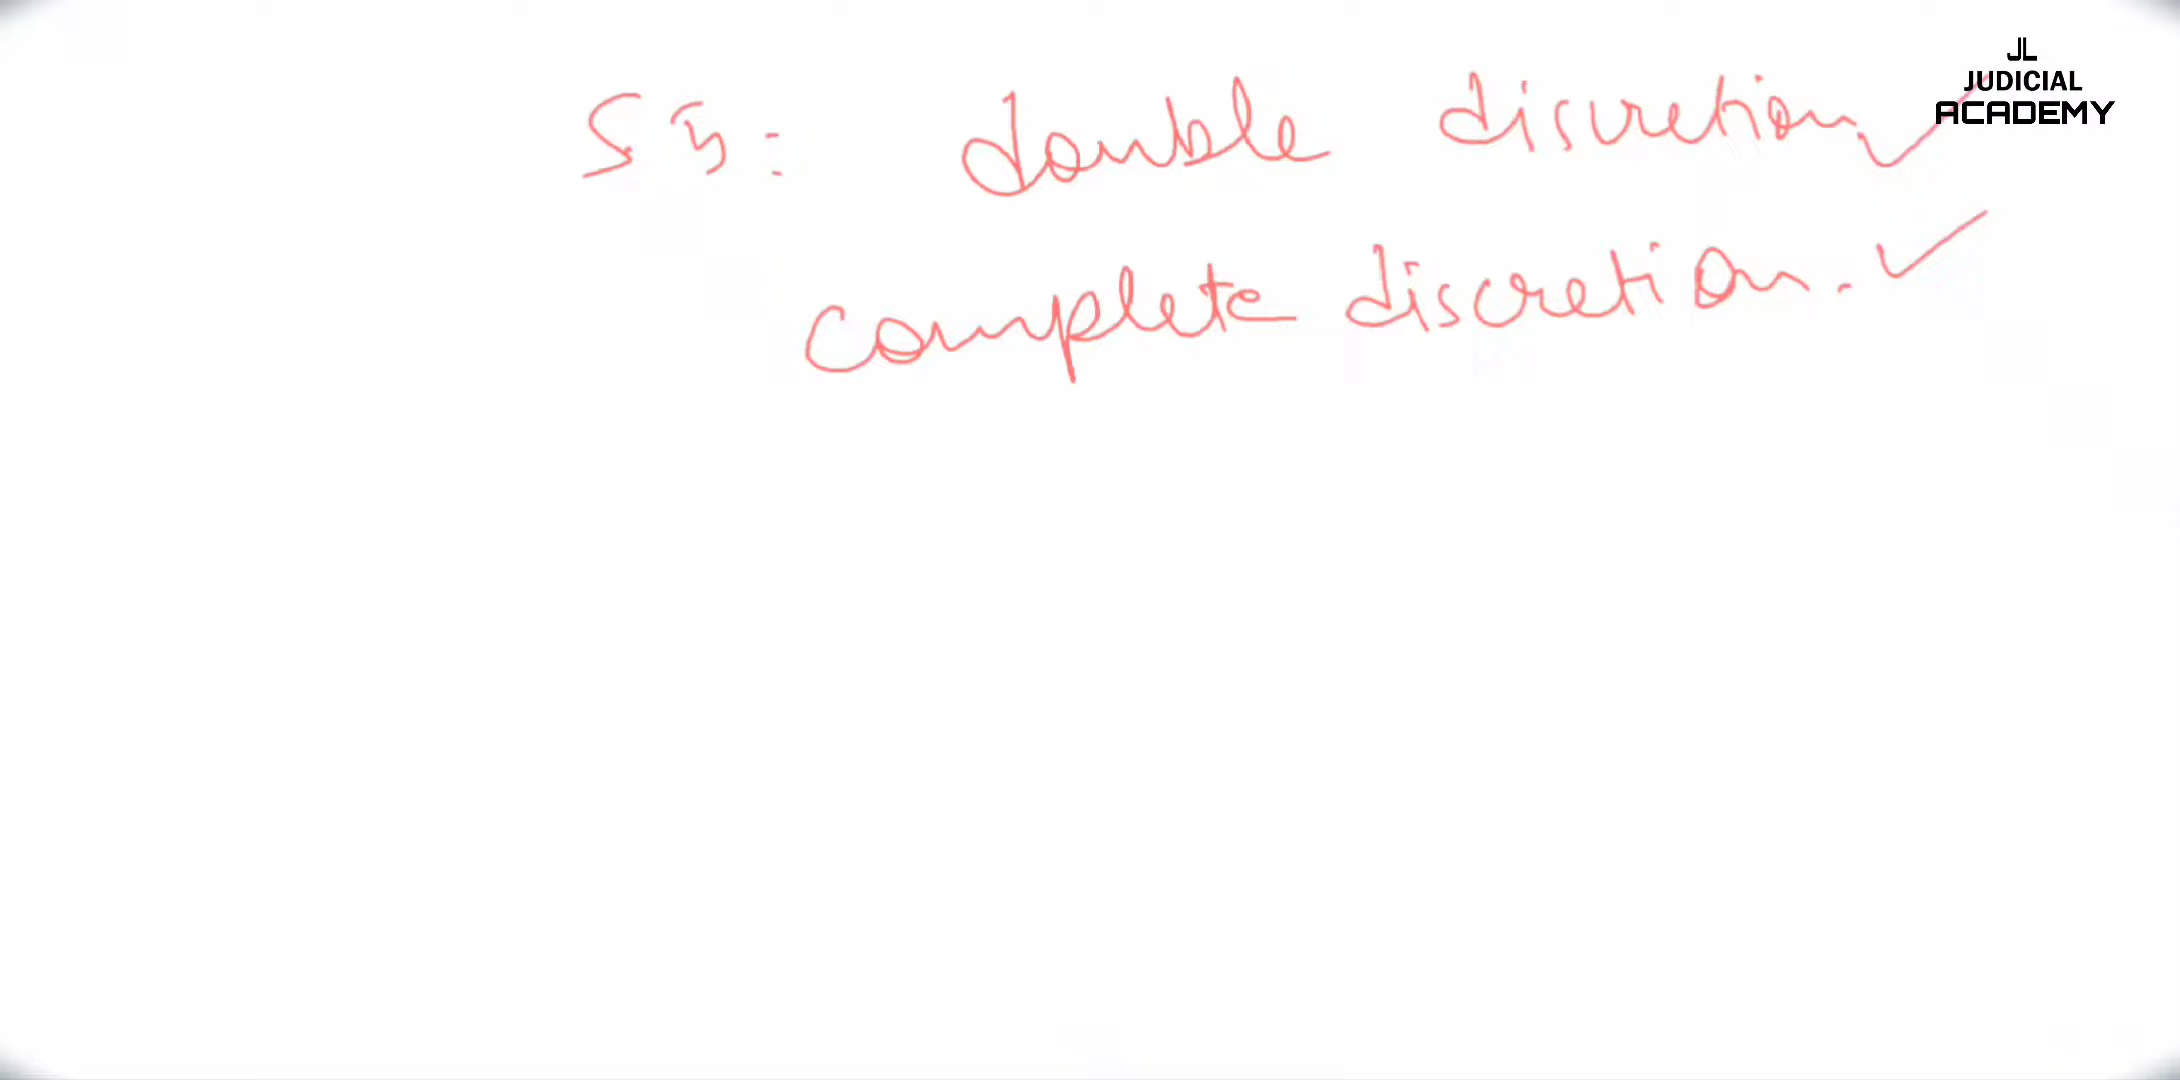 S 5: double discretion
complete discretion.
JL
JUDICIAL
ACADEMY